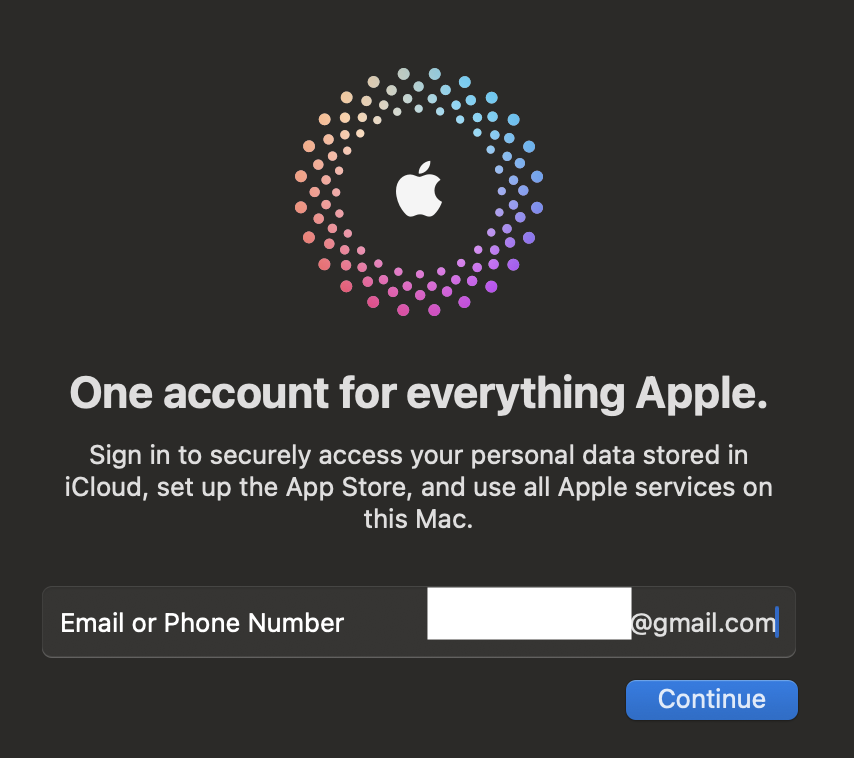 One account for everything Apple.
Sign in to securely access your personal data stored in
iCloud, set up the App Store, and use all Apple services on
this Mac.
Email or Phone Number @gmail.com
Continue